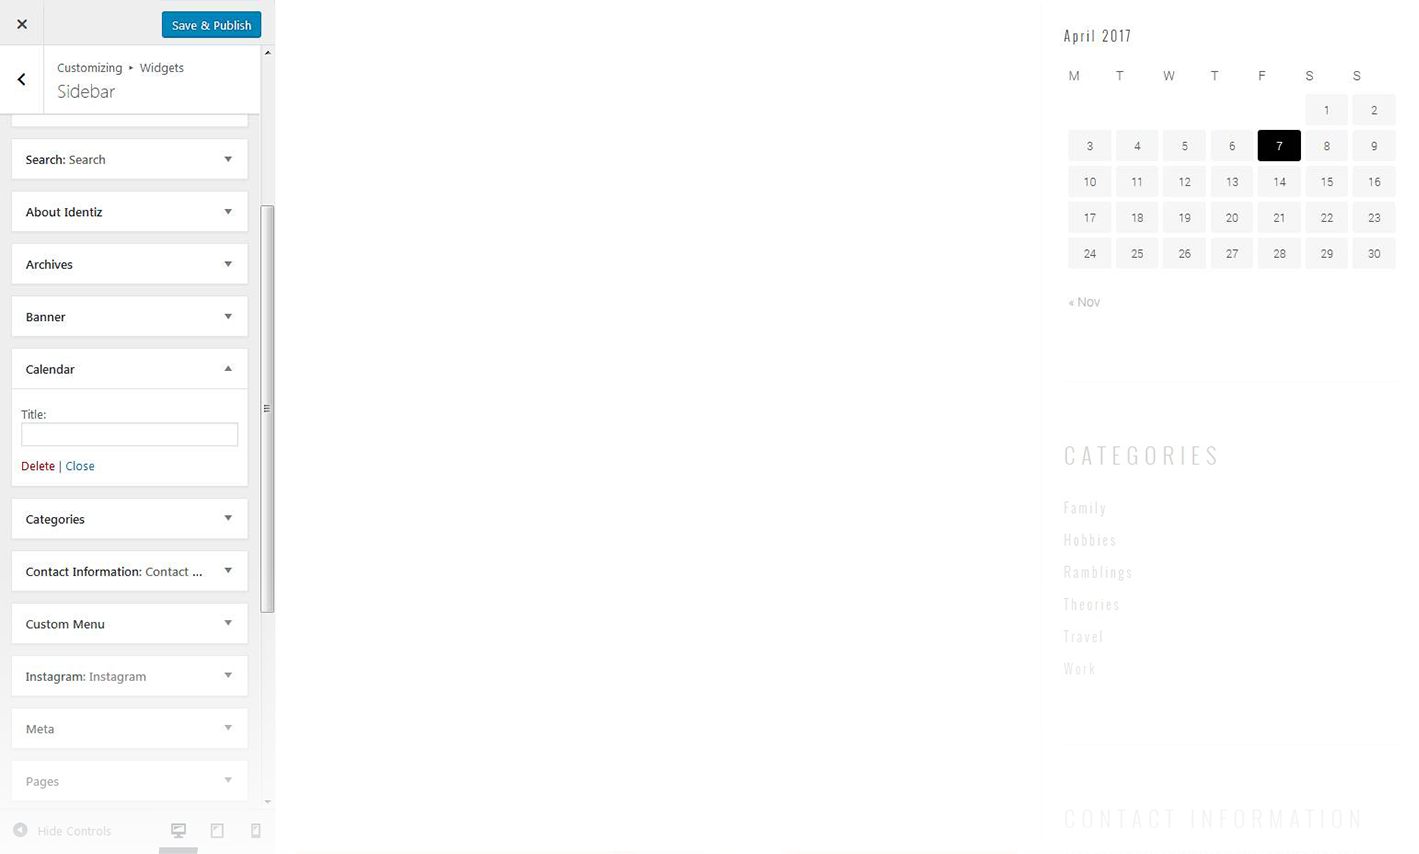 Save & Publish
Customizing ▸ Widgets
Sidebar
Search: Search
About Identiz
Archives
Banner
Calendar
Title:
Delete | Close
Categories
Contact Information: Contact ...
Custom Menu
Instagram: Instagram
Meta
Pages
Hide Controls
April 2017
M T W T F S S
1 2
3 4 5 6 7 8 9
10 11 12 13 14 15 16
17 18 19 20 21 22 23
24 25 26 27 28 29 30
« Nov
CATEGORIES
Family
Hobbies
Ramblings
Theories
Travel
Work
CONTACT INFORMATION